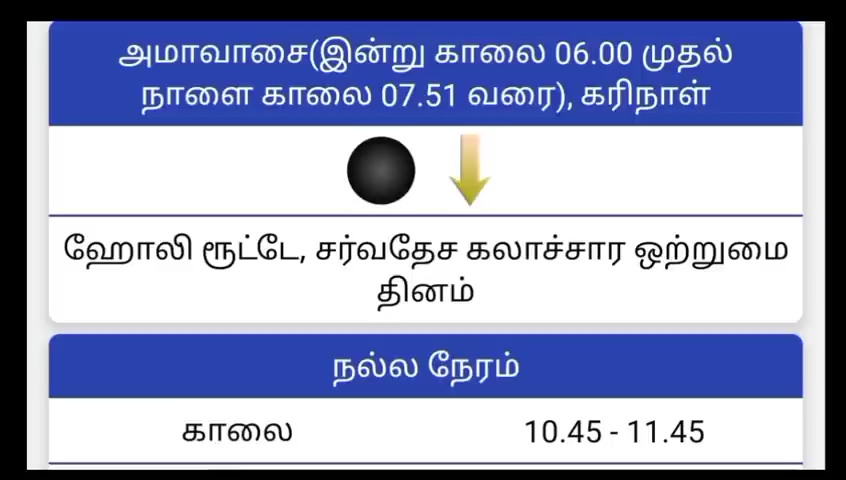 அமாவாசை(இன்று காலை 06.00 முதல்
நாளை காலை 07.51 வரை), கரிநாள்
ஹோலி ரூட்டே, சர்வதேச கலாச்சார ஒற்றுமை
தினம்
நல்ல நேரம்
காலை 10.45 - 11.45